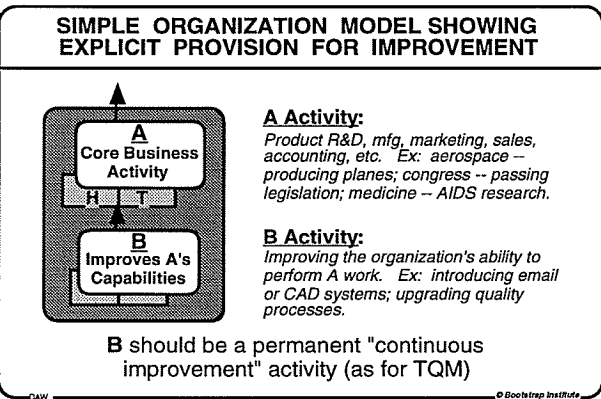 SIMPLE ORGANIZATION MODEL SHOWING
EXPLICIT PROVISION FOR IMPROVEMENT
A
Core Business
Activity
H T
B
Improves A's
Capabilities
A Activity:
Product R&D, mfg, marketing, sales,
accounting, etc. Ex: aerospace --
producing planes; congress -- passing
legislation; medicine -- AIDS research.
B Activity:
Improving the organization's ability to
perform A work. Ex: introducing email
or CAD systems; upgrading quality
processes.
B should be a permanent "continuous
improvement" activity (as for TQM)
OAW
© Bootstrap Institute